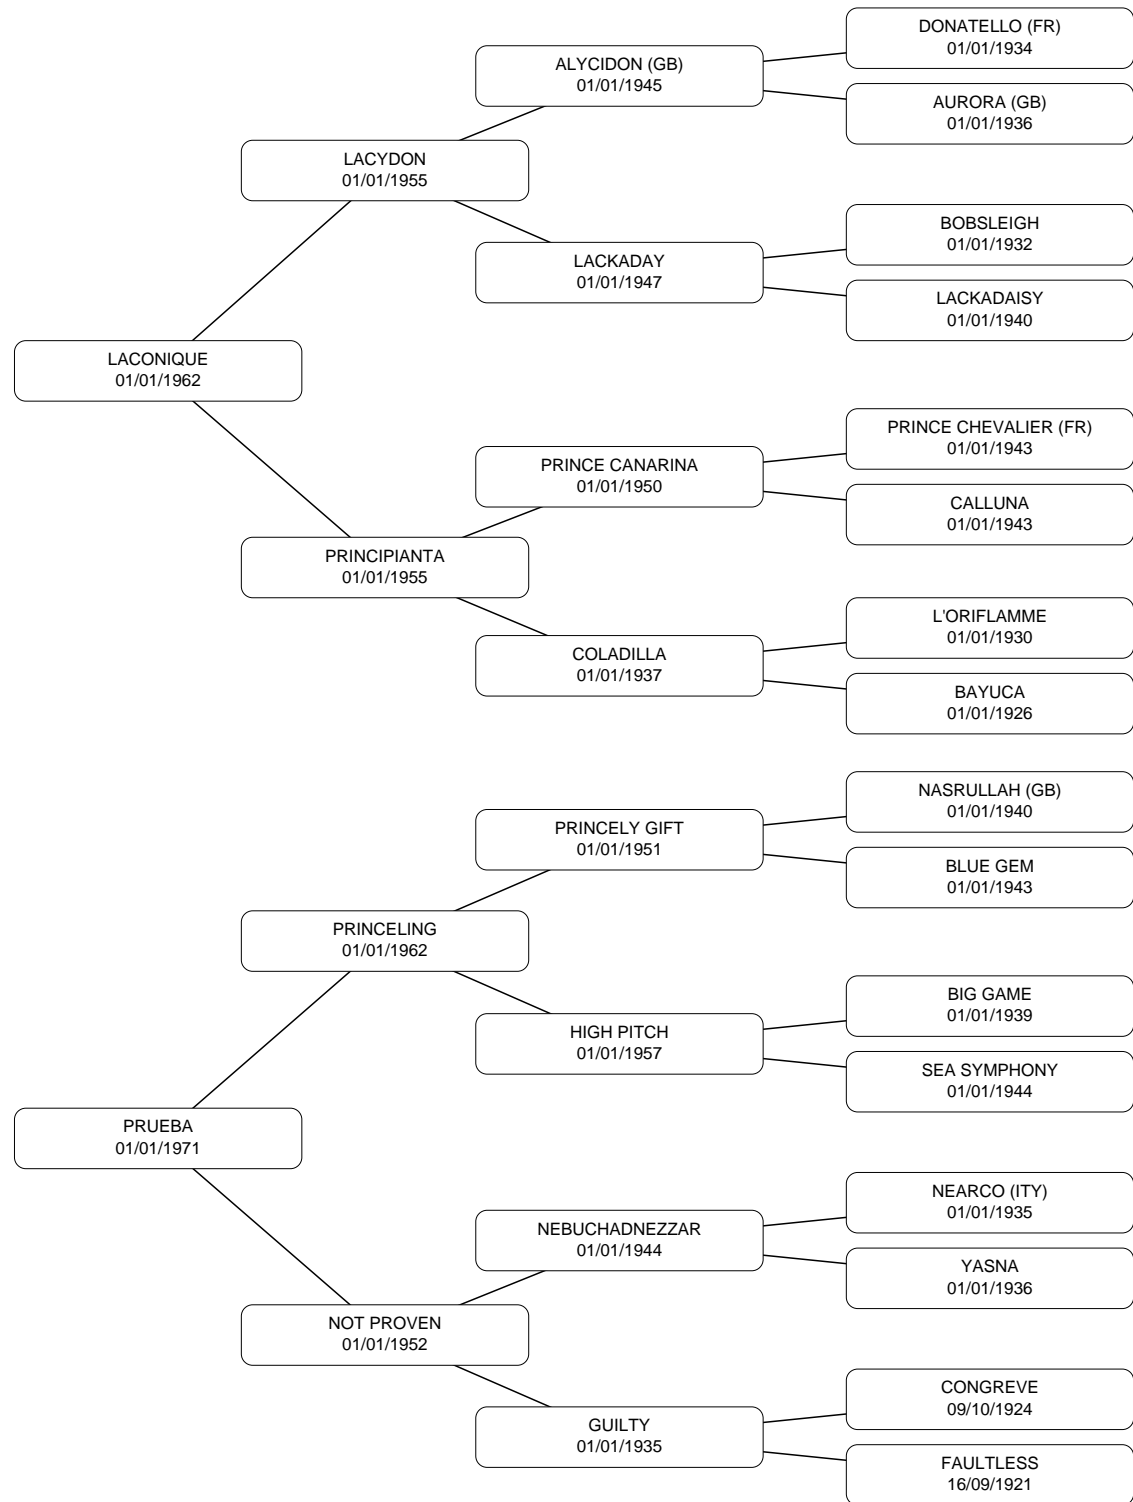 DONATELLO (FR)
01/01/1934
ALYCIDON (GB)
01/01/1945
AURORA (GB)
01/01/1936
LACYDON
01/01/1955
BOBSLEIGH
01/01/1932
LACKADAY
01/01/1947
LACKADAISY
01/01/1940
LACONIQUE
01/01/1962
PRINCE CHEVALIER (FR)
01/01/1943
PRINCE CANARINA
01/01/1950
CALLUNA
01/01/1943
PRINCIPIANTA
01/01/1955
L'ORIFLAMME
01/01/1930
COLADILLA
01/01/1937
BAYUCA
01/01/1926
NASRULLAH (GB)
01/01/1940
PRINCELY GIFT
01/01/1951
BLUE GEM
01/01/1943
PRINCELING
01/01/1962
BIG GAME
01/01/1939
HIGH PITCH
01/01/1957
SEA SYMPHONY
01/01/1944
PRUEBA
01/01/1971
NEARCO (ITY)
01/01/1935
NEBUCHADNEZZAR
01/01/1944
YASNA
01/01/1936
NOT PROVEN
01/01/1952
CONGREVE
09/10/1924
GUILTY
01/01/1935
FAULTLESS
16/09/1921